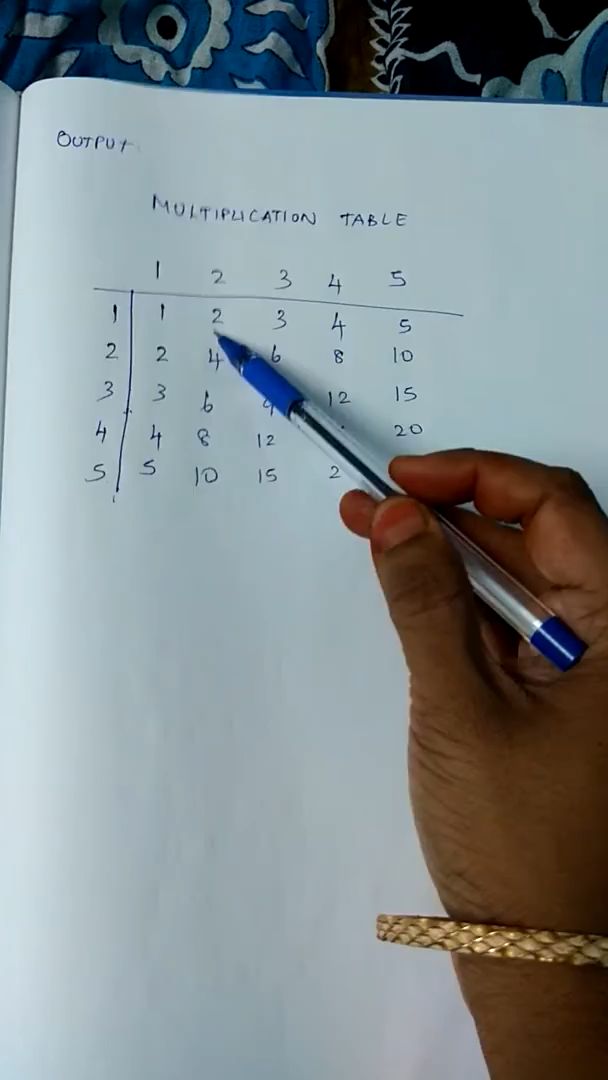 OUTPUT
MULTIPLICATION TABLE
1 2 3 4 5
1 1 2 3 4 5
2 2 4 6 8 10
3 3 6 9 12 15
4 4 8 12 20
5 5 10 15